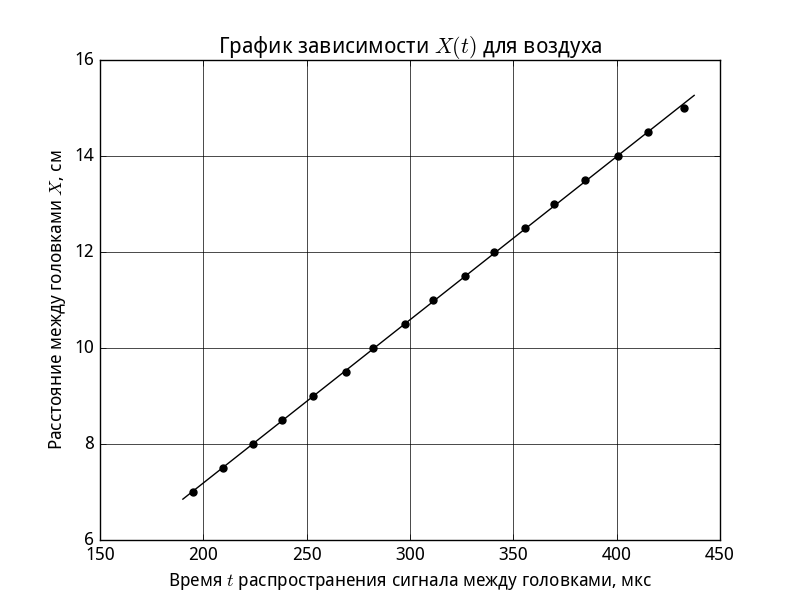 График зависимости X(t) для воздуха
Расстояние между головками X, см
16
14
12
10
8
6
150 200 250 300 350 400 450
Время t распространения сигнала между головками, мкс